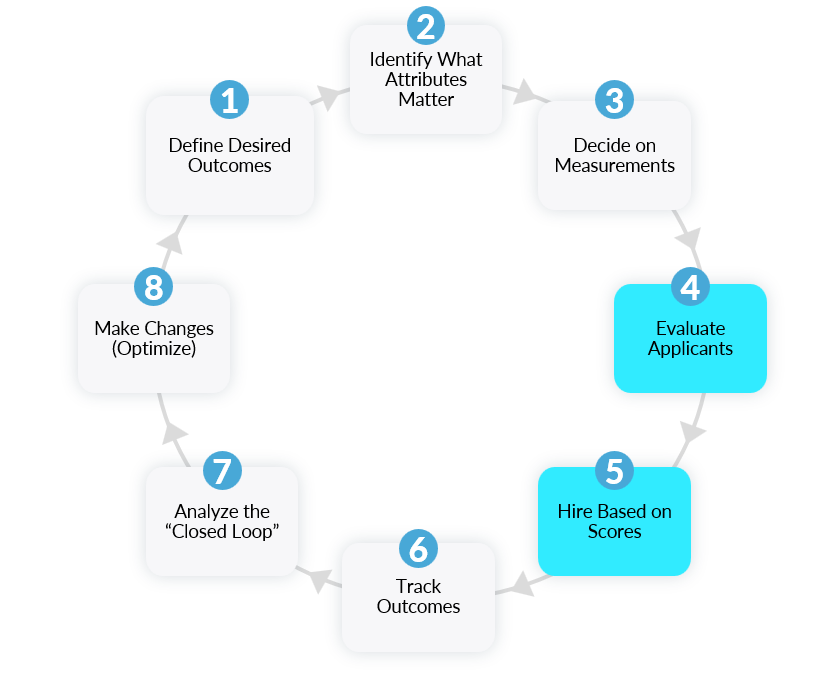 1
Define Desired
Outcomes
2
Identify What
Attributes
Matter
3
Decide on
Measurements
4
Evaluate
Applicants
5
Hire Based on
Scores
6
Track
Outcomes
7
Analyze the
“Closed Loop”
8
Make Changes
(Optimize)